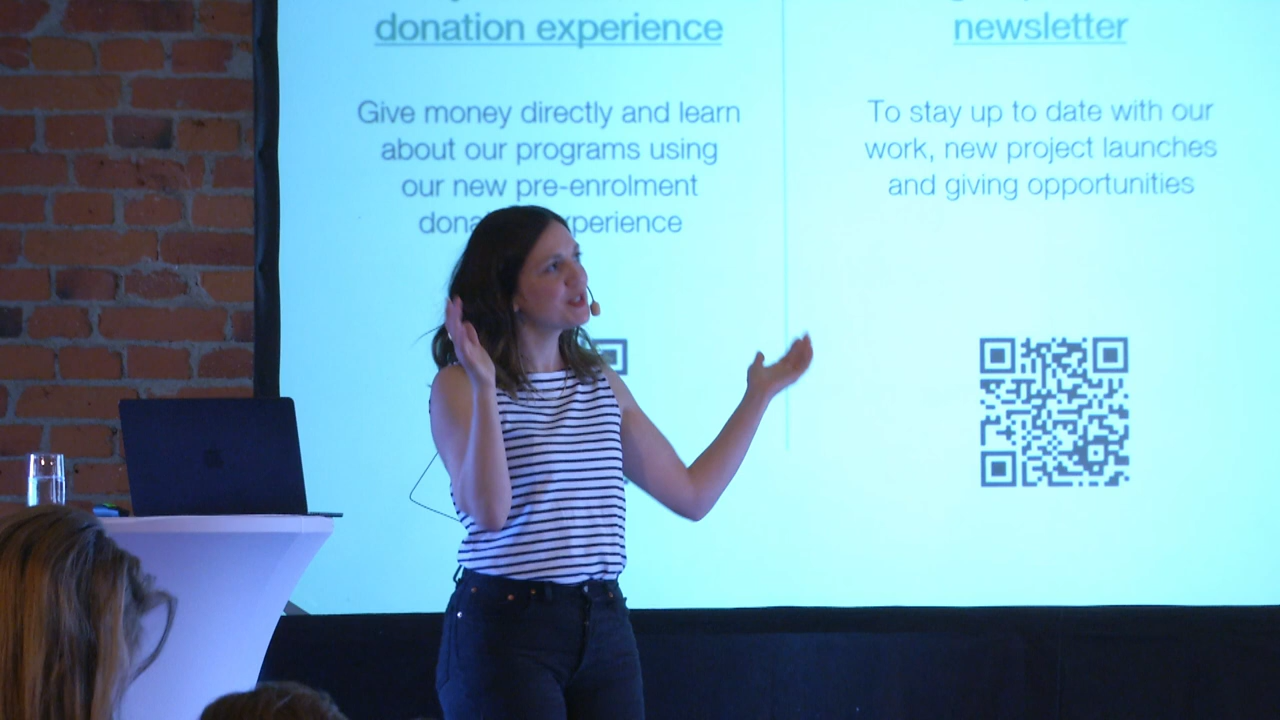 donation experience
Give money directly and learn
about our programs using
our new pre-enrolment
newsletter
To stay up to date with our
work, new project launches
and giving opportunities